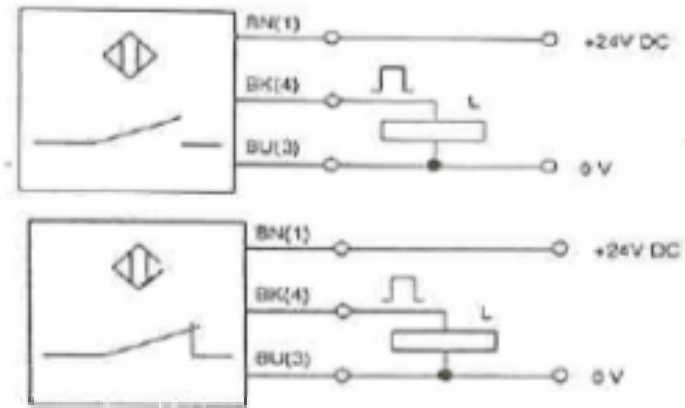 BN(1)
+24V DC
BK(4)
L
BU(3)
0 V
BN(1)
+24V DC
BK(4)
L
BU(3)
0 V